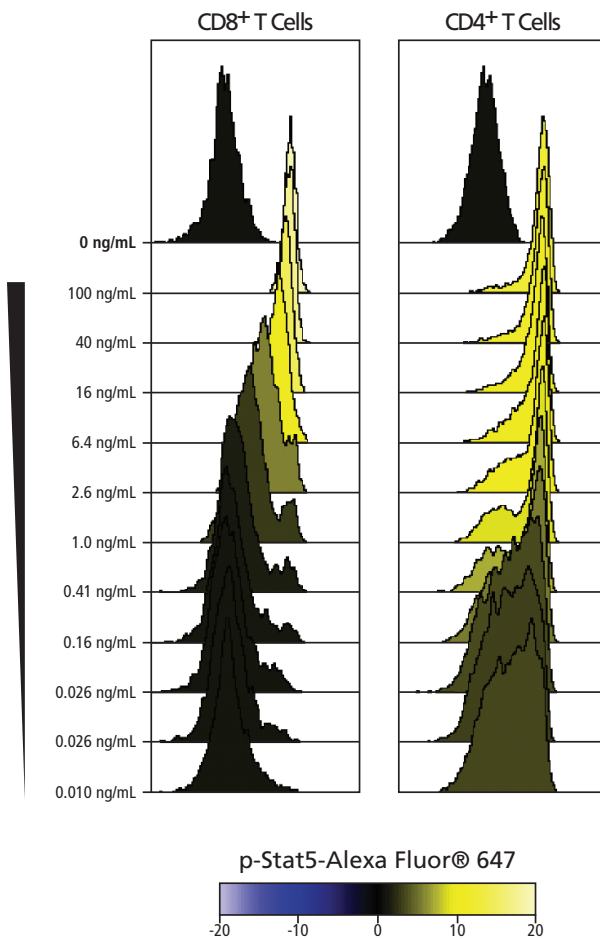 CD8+ T Cells
CD4+ T Cells
0 ng/mL
100 ng/mL
40 ng/mL
16 ng/mL
6.4 ng/mL
2.6 ng/mL
1.0 ng/mL
0.41 ng/mL
0.16 ng/mL
0.026 ng/mL
0.026 ng/mL
0.010 ng/mL
p-Stat5-Alexa Fluor® 647
-20 -10 0 10 20